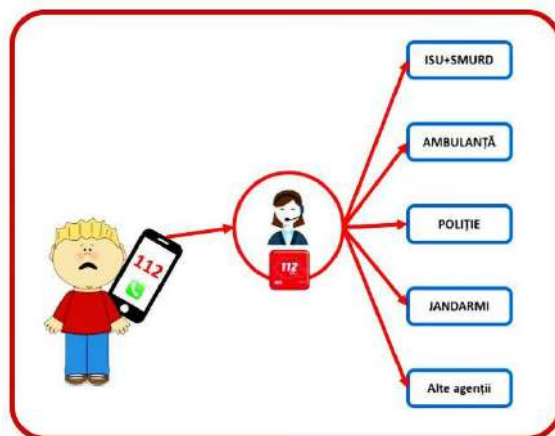 112
112
ISU+SMURD
AMBULANȚĂ
POLIȚIE
JANDARMI
Alte agenții